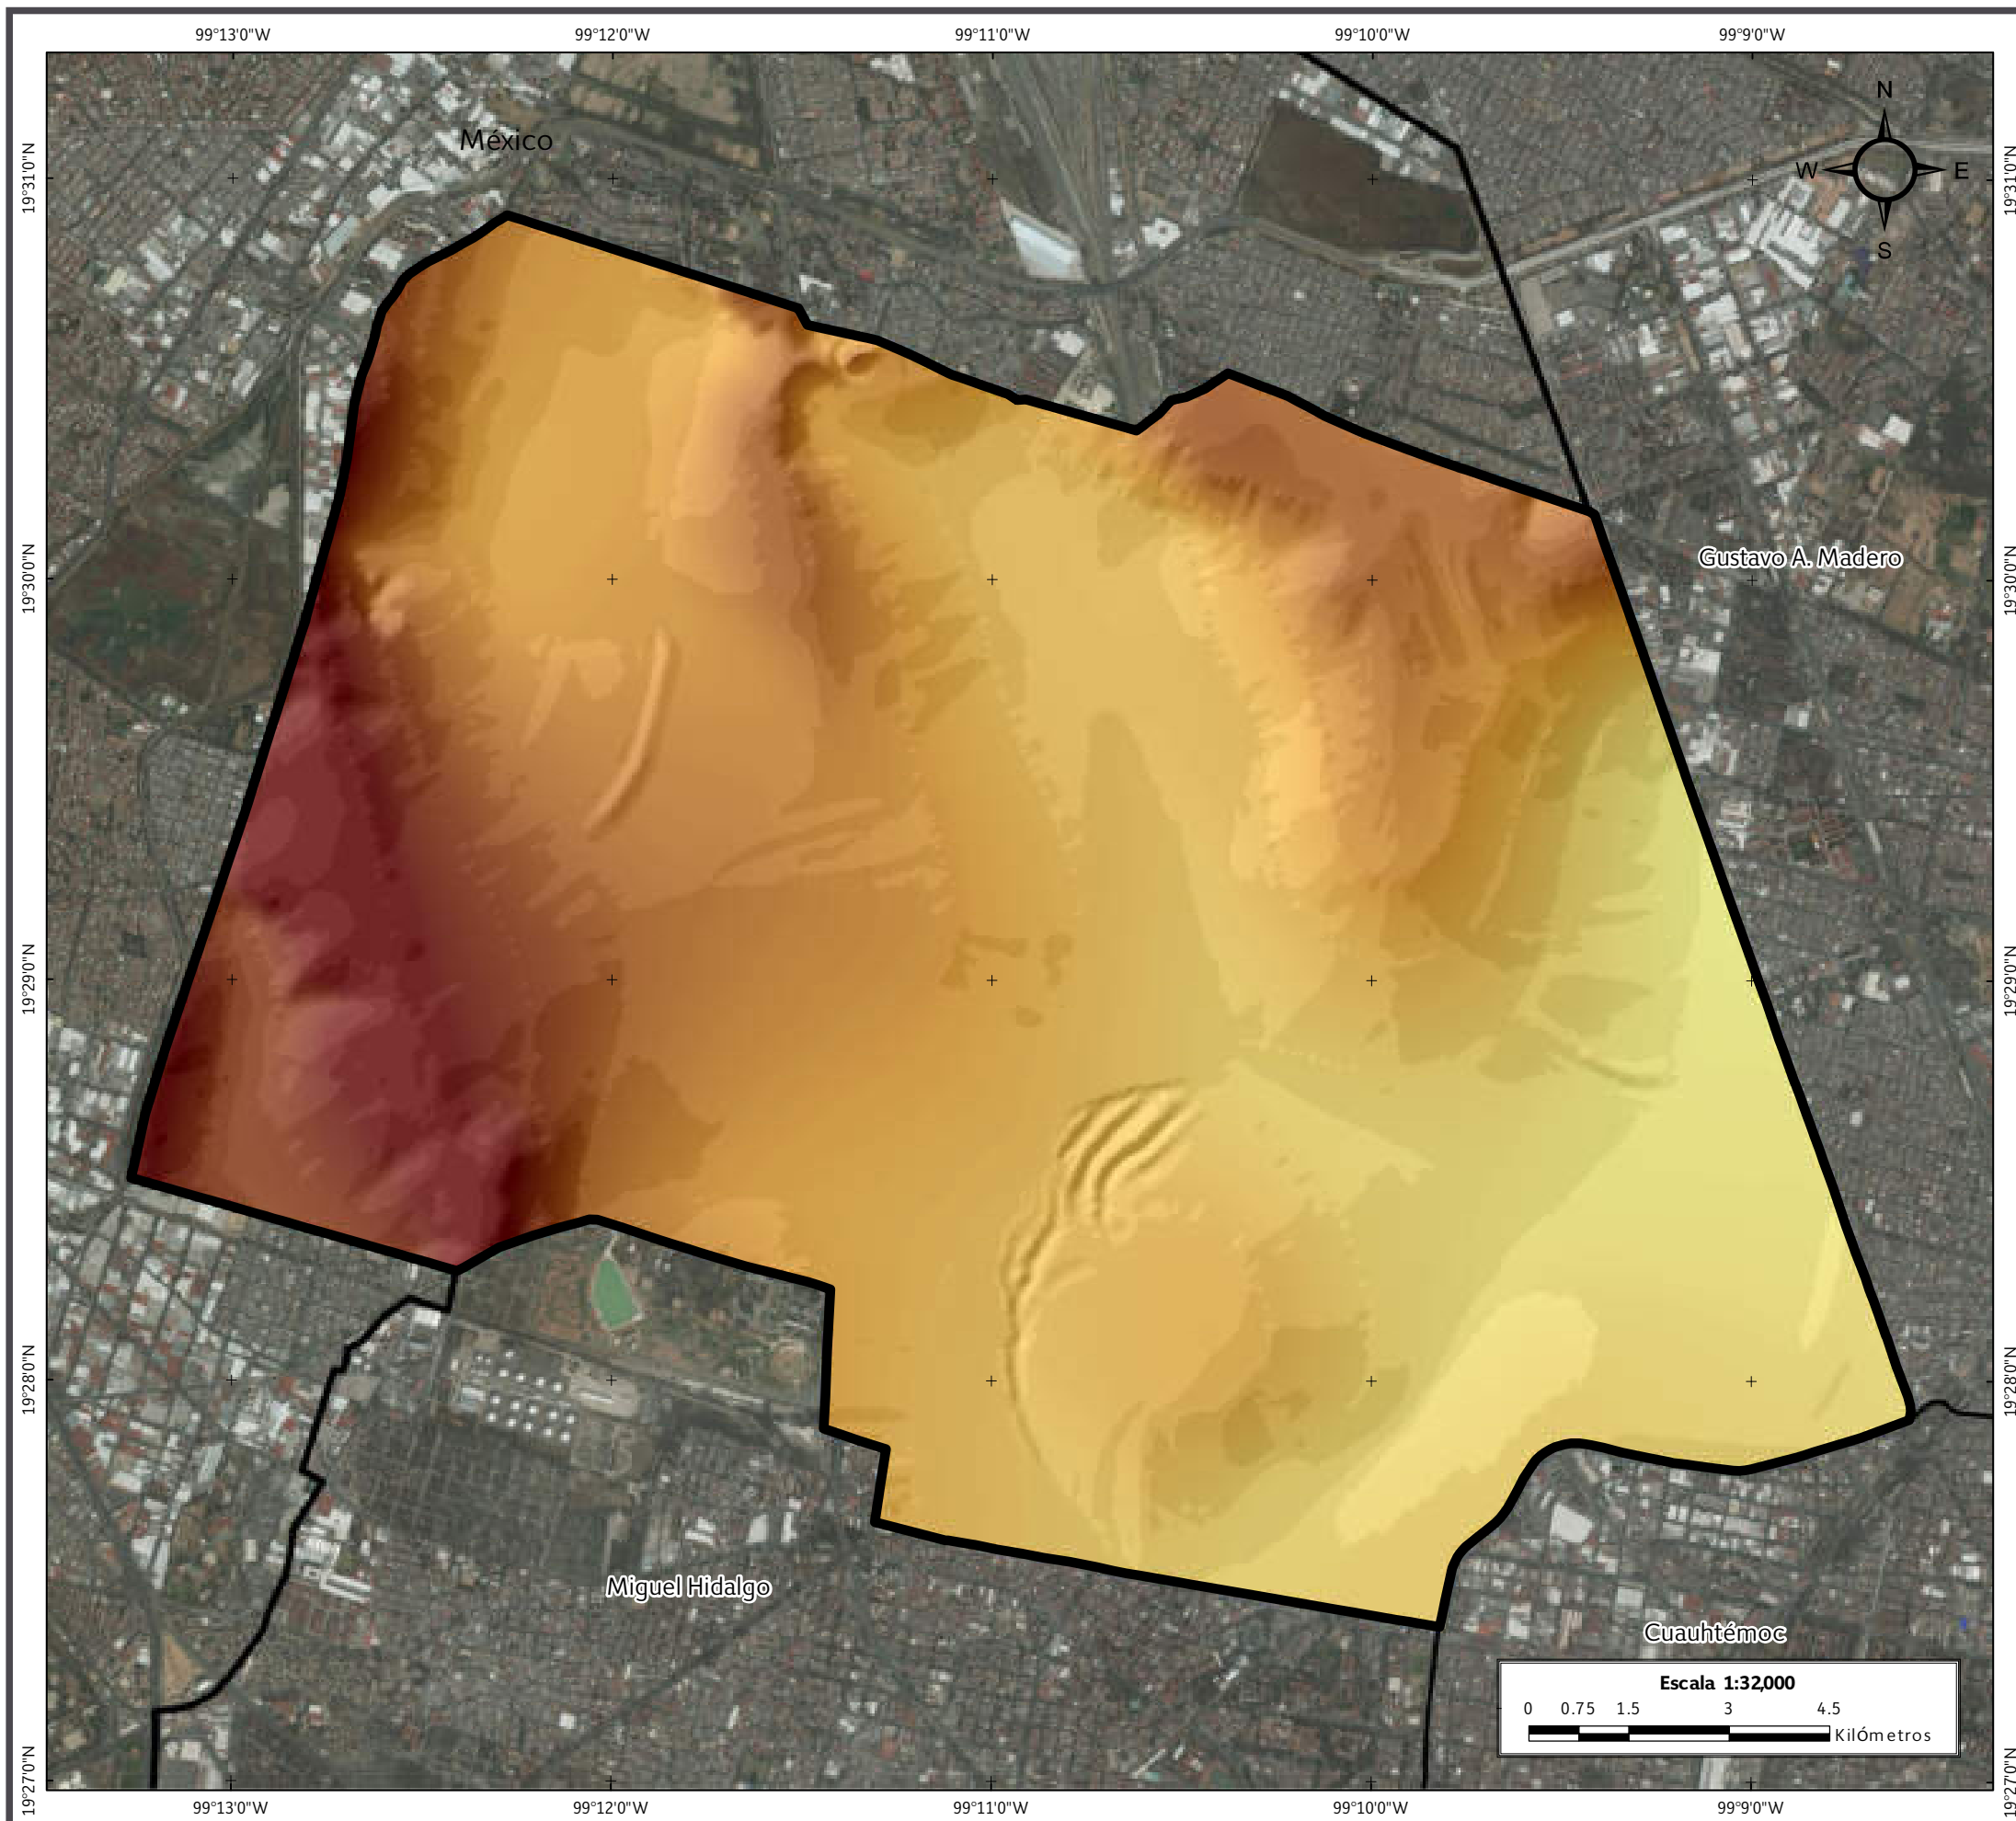 99°13'0"W 99°12'0"W 99°11'0"W 99°10'0"W 99°9'0"W
N
México
19°31'0"N
W E
19°31'0"N
S
19°30'0"N
Gustavo A. Madero
19°30'0"N
19°29'0"N
19°29'0"N
19°28'0"N
19°28'0"N
Miguel Hidalgo
Cuauhtémoc
Escala 1:32,000
0 0.75 1.5 3 4.5
Kilómetros
19°27'0"N
19°27'0"N
99°13'0"W 99°12'0"W 99°11'0"W 99°10'0"W 99°9'0"W